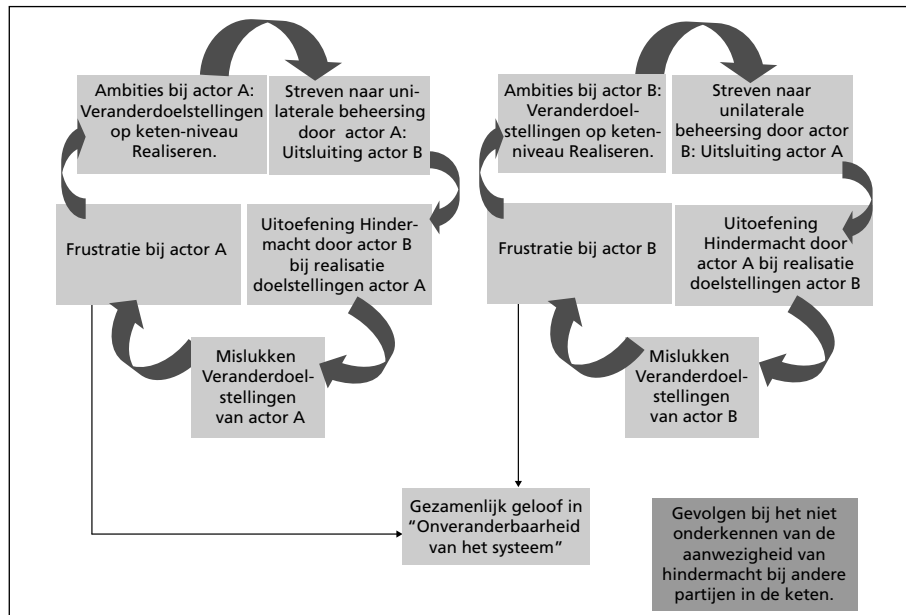 Ambities bij actor A:
Veranderdoelstellingen
op keten-niveau
Realiseren.
Streven naar uni-
laterale beheersing
door actor A:
Uitsluiting actor B
Uitoefening Hinder-
macht door actor B
bij realisatie
doelstellingen actor A
Mislukken
Veranderdoel-
stellingen
van actor A
Frustratie bij actor A
Ambities bij actor B:
Veranderdoel-
stellingen op keten-
niveau Realiseren.
Streven naar
unilaterale
beheersing door actor
B: Uitsluiting actor A
Uitoefening
Hindermacht door
actor A bij realisatie
doelstellingen actor B
Mislukken
Veranderdoel-
stellingen
van actor B
Frustratie bij actor B
Gezamenlijk geloof in
“Onveranderbaarheid
van het systeem”
Gevolgen bij het niet
onderkennen van de
aanwezigheid van
hindermacht bij andere
partijen in de keten.